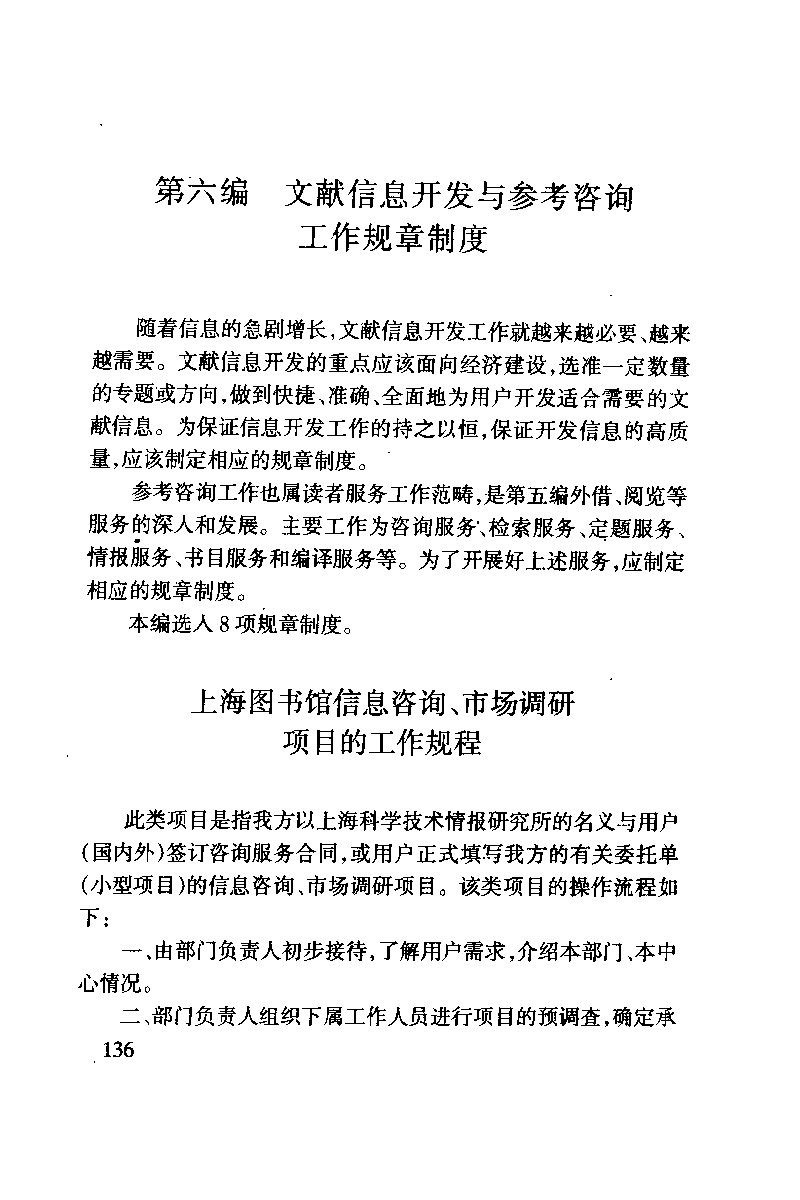 第六编　文献信息开发与参考咨询
工作规章制度
随着信息的急剧增长,文献信息开发工作就越来越必要、越来
越需要。文献信息开发的重点应该面向经济建设,选准一定数量
的专题或方向,做到快捷、准确、全面地为用户开发适合需要的文
献信息。为保证信息开发工作的持之以恒,保证开发信息的高质
量,应该制定相应的规章制度。
参考咨询工作也属读者服务工作范畴,是第五编外借、阅览等
服务的深入和发展。主要工作为咨询服务、检索服务、定题服务、
情报服务、书目服务和编译服务等。为了开展好上述服务,应制定
相应的规章制度。
本编选入8项规章制度。
上海图书馆信息咨询、市场调研
项目的工作规程
此类项目是指我方以上海科学技术情报研究所的名义与用户
(国内外)签订咨询服务合同,或用户正式填写我方的有关委托单
(小型项目)的信息咨询、市场调研项目。该类项目的操作流程如
下:
一、由部门负责人初步接待,了解用户需求,介绍本部门、本中
心情况。
二、部门负责人组织下属工作人员进行项目的预调查,确定承
136